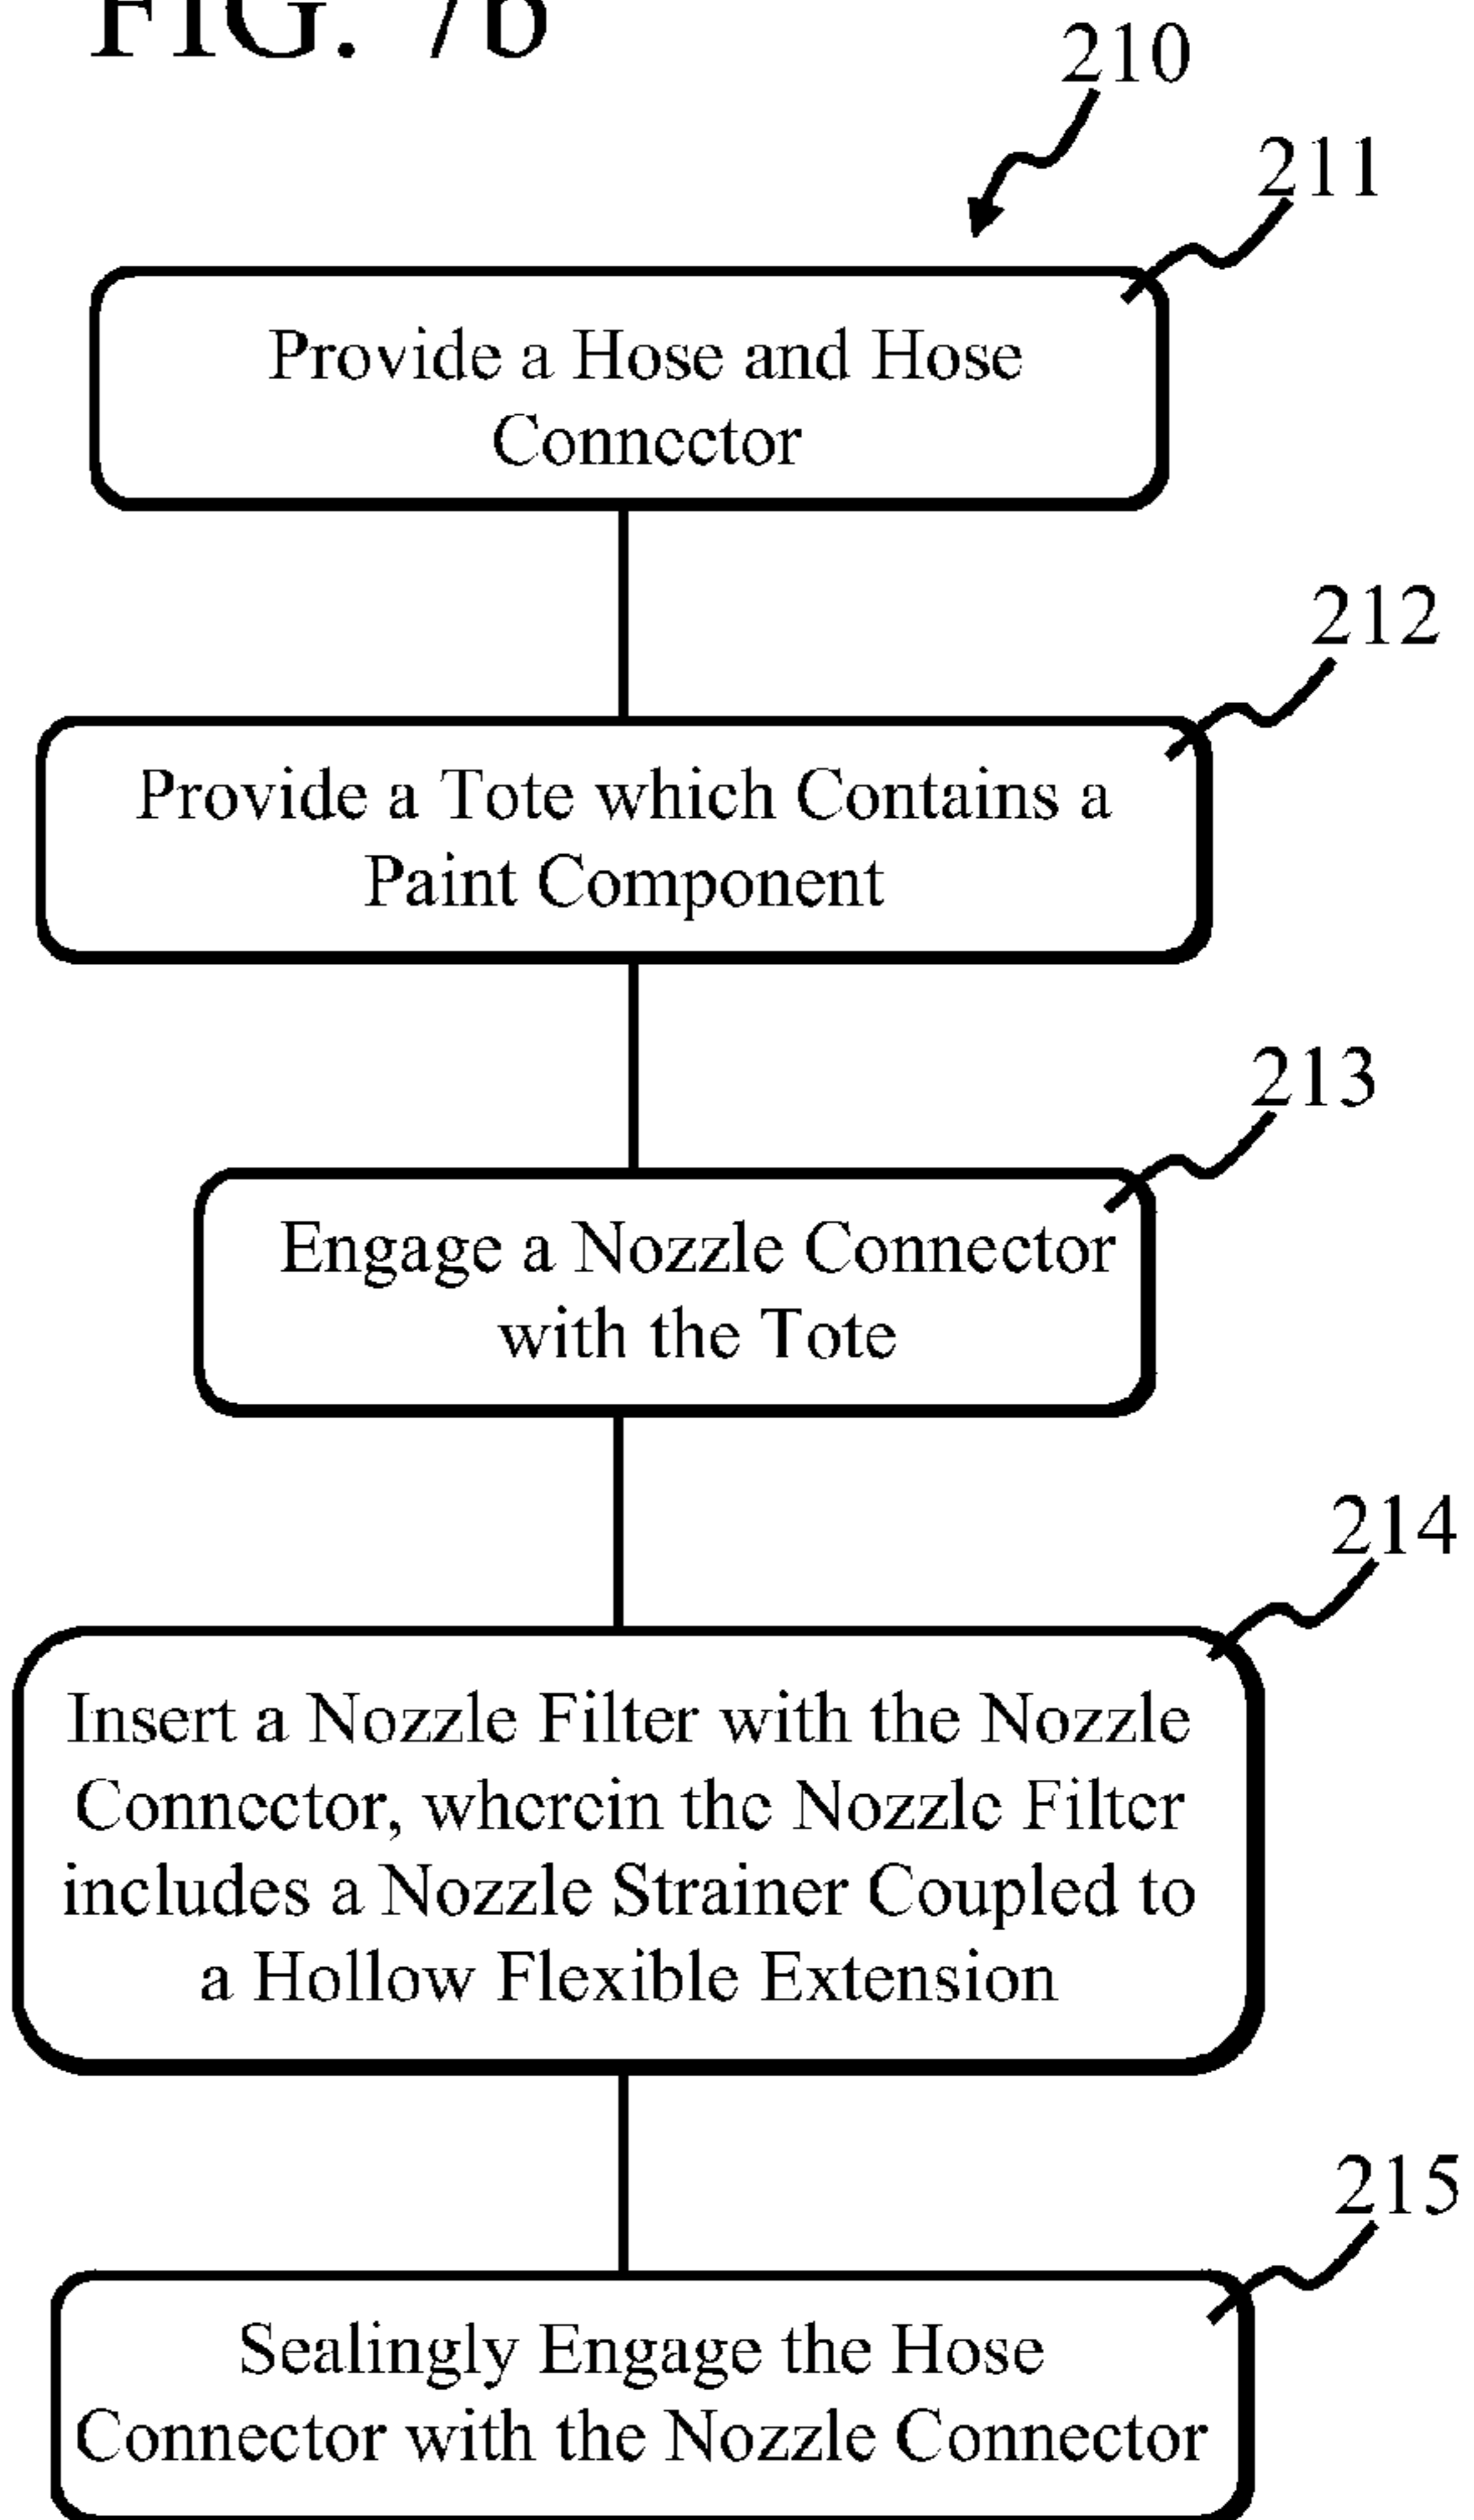 FIG. 7b
210
211
Provide a Hose and Hose
Connector
212
Provide a Tote which Contains a
Paint Component
213
Engage a Nozzle Connector
with the Tote
214
Insert a Nozzle Filter with the Nozzle
Connector, wherein the Nozzle Filter
includes a Nozzle Strainer Coupled to
a Hollow Flexible Extension
215
Sealingly Engage the Hose
Connector with the Nozzle Connector